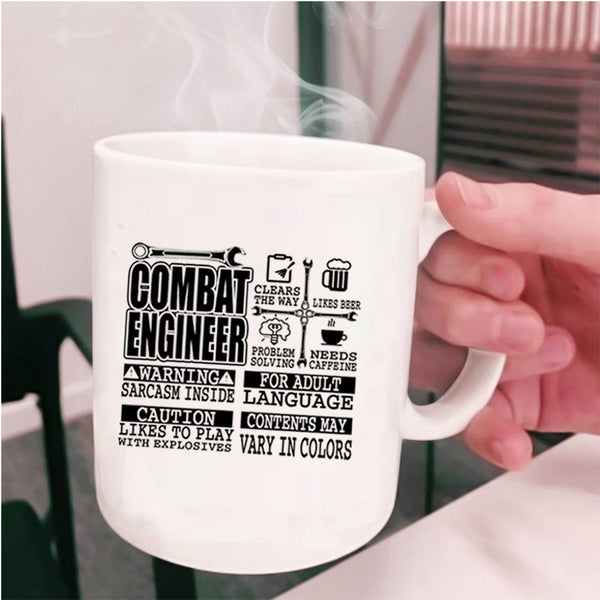 COMBAT
ENGINEER
CLEARS
THE WAY
LIKES BEER
PROBLEM
SOLVING
NEEDS
CAFFEINE
WARNING
SARCASM INSIDE
FOR ADULT
LANGUAGE
CAUTION
LIKES TO PLAY
WITH EXPLOSIVES
CONTENTS MAY
VARY IN COLORS